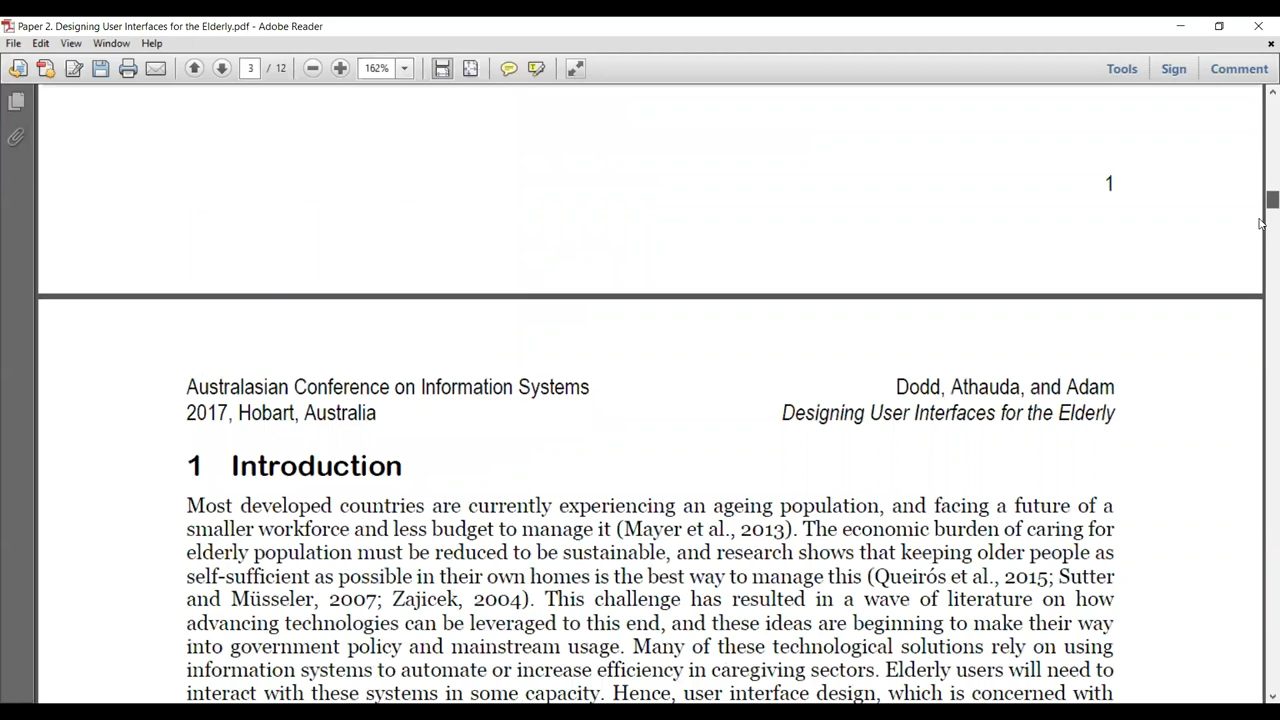 Paper 2. Designing User Interfaces for the Elderly.pdf - Adobe Reader
File Edit View Window Help
3 / 12 162% Tools Sign Comment
1
Australasian Conference on Information Systems Dodd, Athauda, and Adam
2017, Hobart, Australia Designing User Interfaces for the Elderly
1 Introduction
Most developed countries are currently experiencing an ageing population, and facing a future of a
smaller workforce and less budget to manage it (Mayer et al., 2013). The economic burden of caring for
elderly population must be reduced to be sustainable, and research shows that keeping older people as
self-sufficient as possible in their own homes is the best way to manage this (Queirós et al., 2015; Sutter
and Müsseler, 2007; Zajicek, 2004). This challenge has resulted in a wave of literature on how
advancing technologies can be leveraged to this end, and these ideas are beginning to make their way
into government policy and mainstream usage. Many of these technological solutions rely on using
information systems to automate or increase efficiency in caregiving sectors. Elderly users will need to
interact with these systems in some capacity. Hence, user interface design, which is concerned with